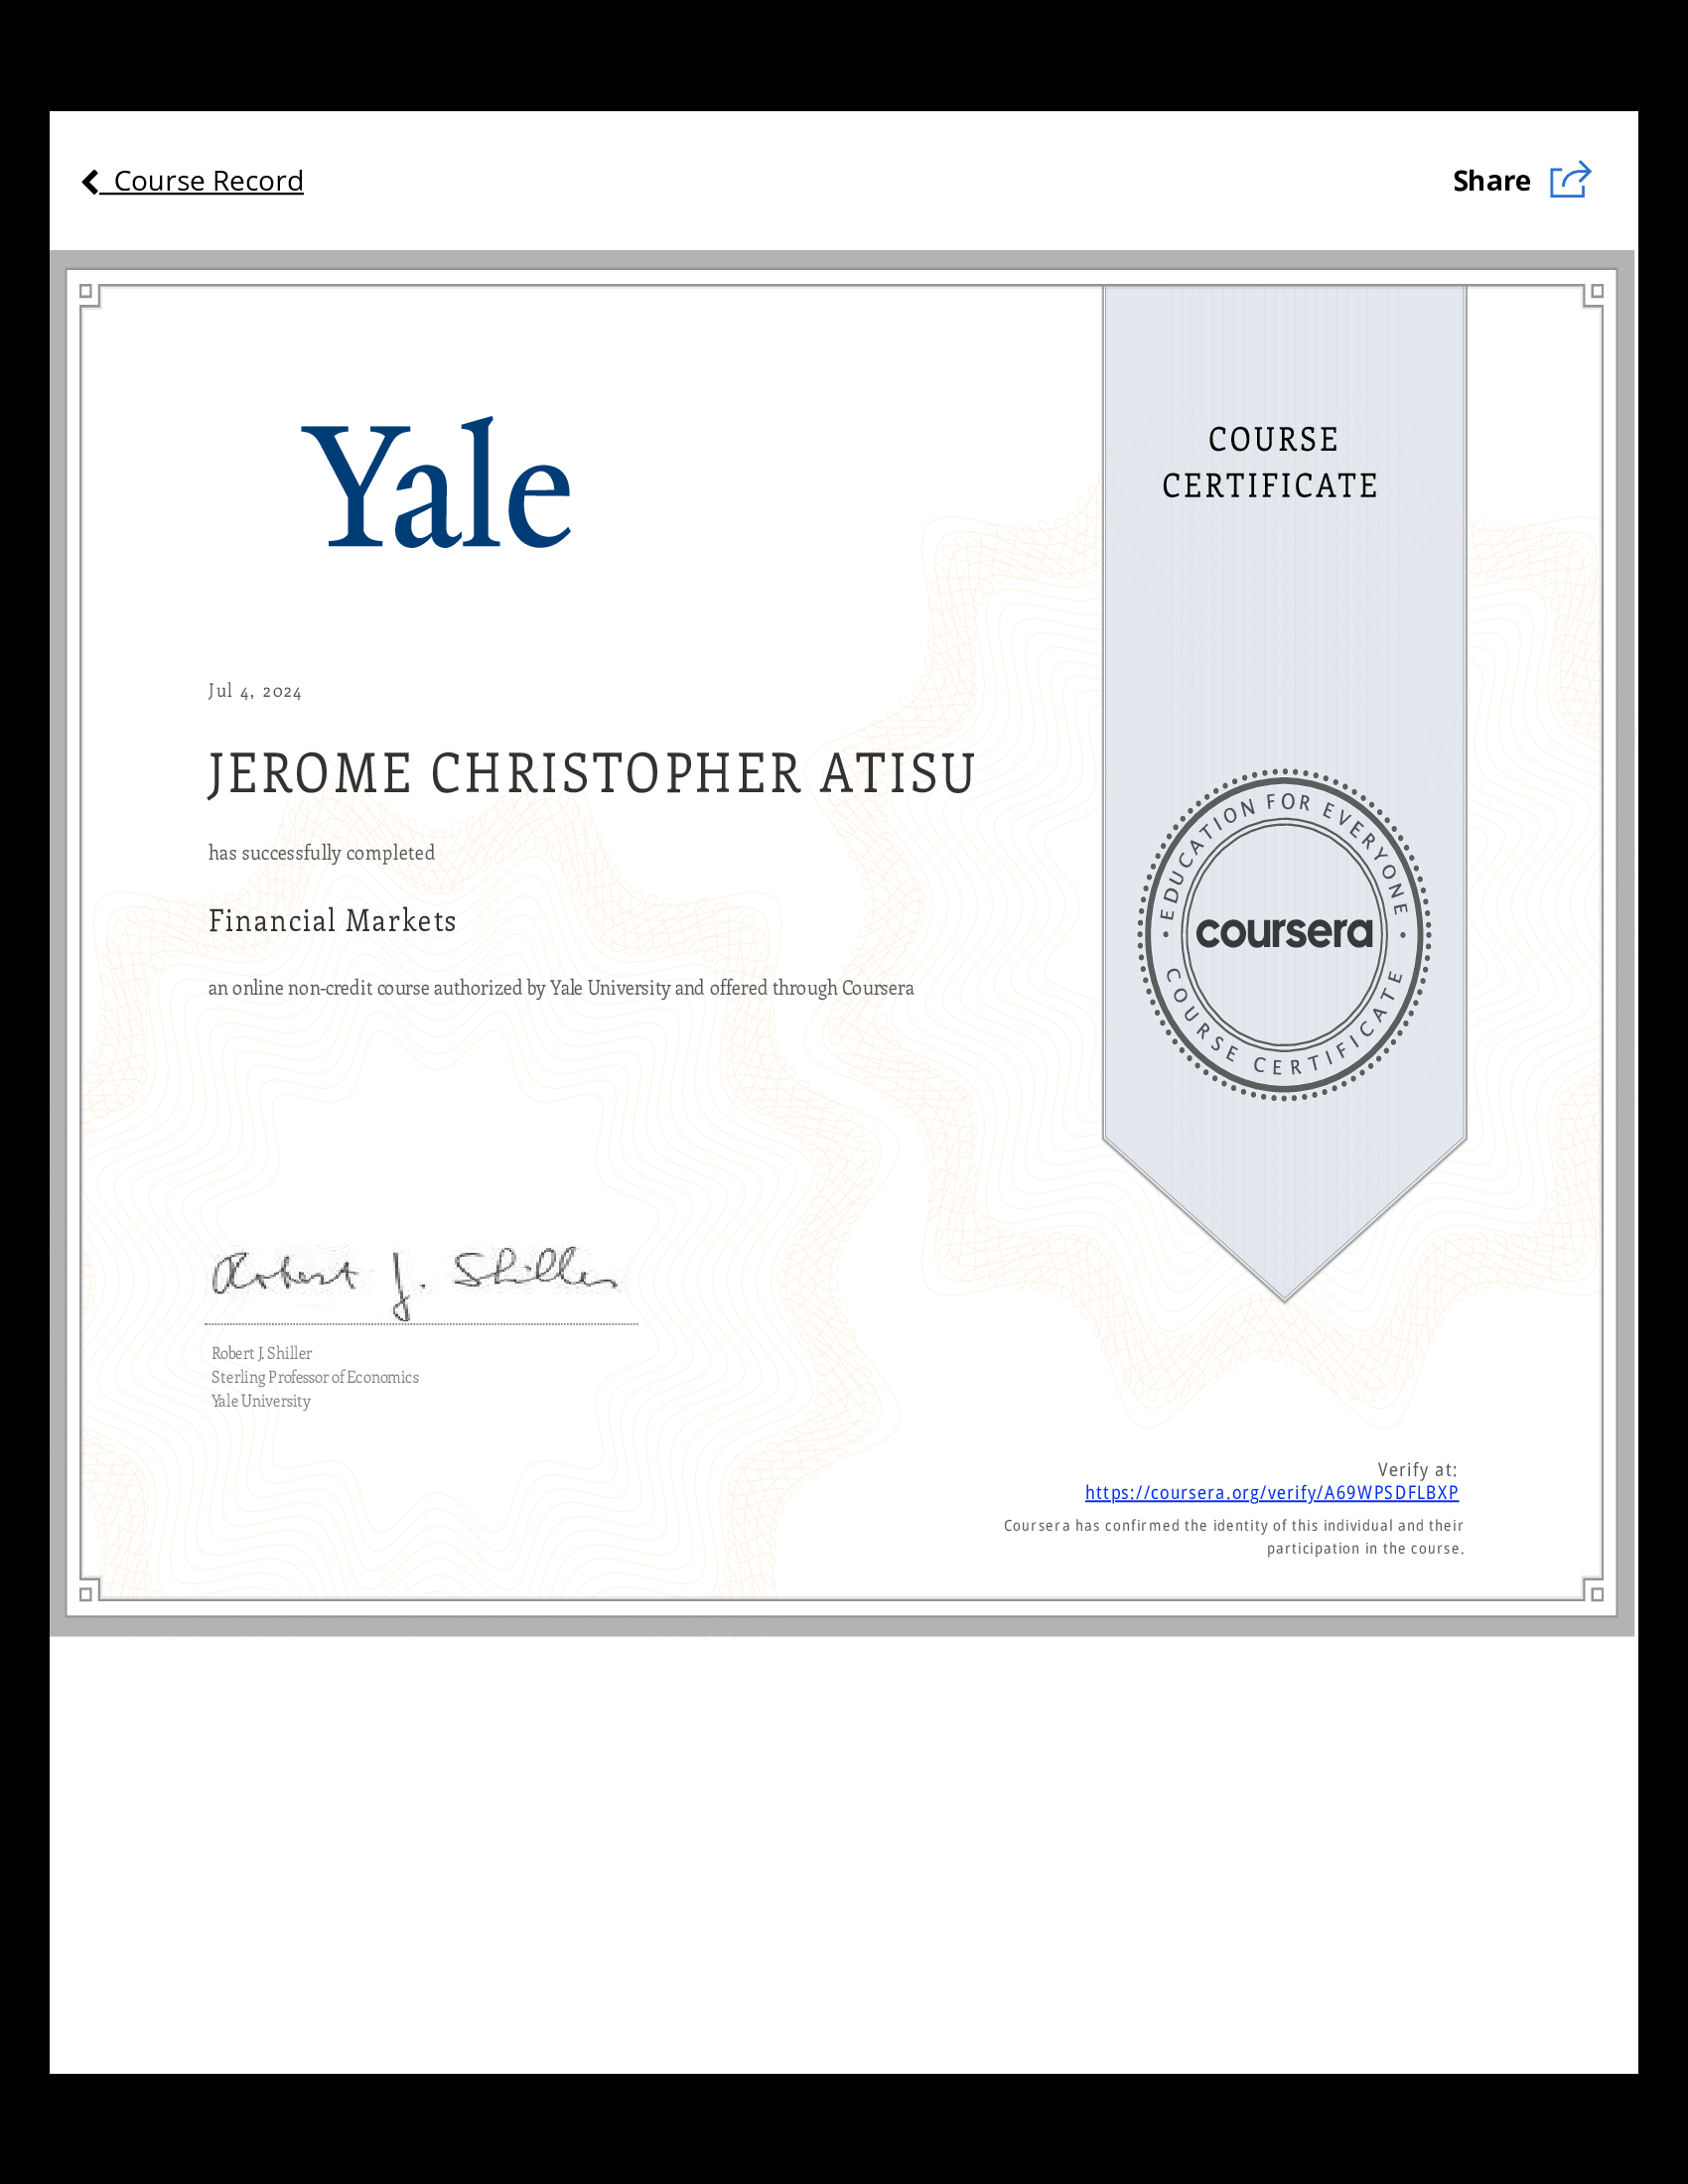 Course Record
Share
Yale
COURSE
CERTIFICATE
Jul 4, 2024
JEROME CHRISTOPHER ATISU
has successfully completed
Financial Markets
an online non-credit course authorized by Yale University and offered through Coursera
EDUCATION FOR EVERYONE
coursera
COURSE CERTIFICATE
Robert J. Shiller
Robert J. Shiller
Sterling Professor of Economics
Yale University
Verify at:
https://coursera.org/verify/A69WPSDFLBXP
Coursera has confirmed the identity of this individual and their
participation in the course.